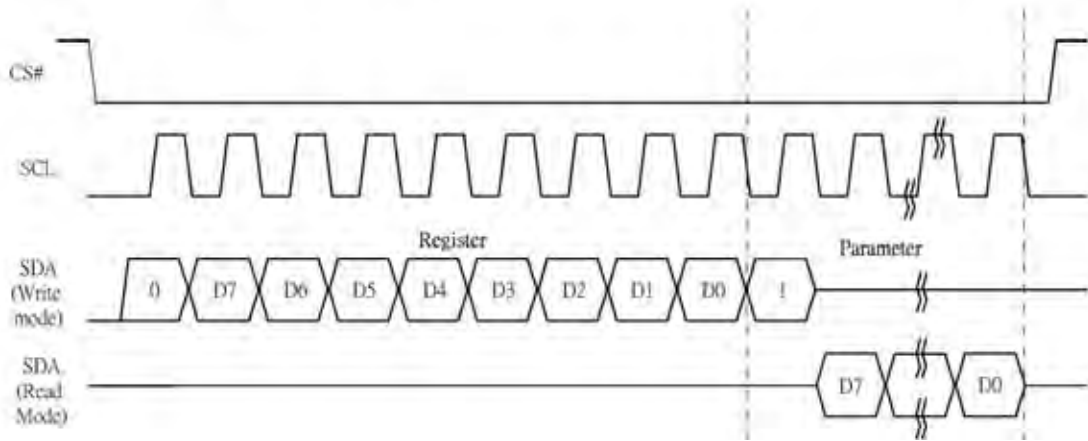 CS#
SCL
Register
Parameter
SDA
(Write
mode)
0 D7 D6 D5 D4 D3 D2 D1 D0 1
SDA
(Read
Mode)
D7 D0